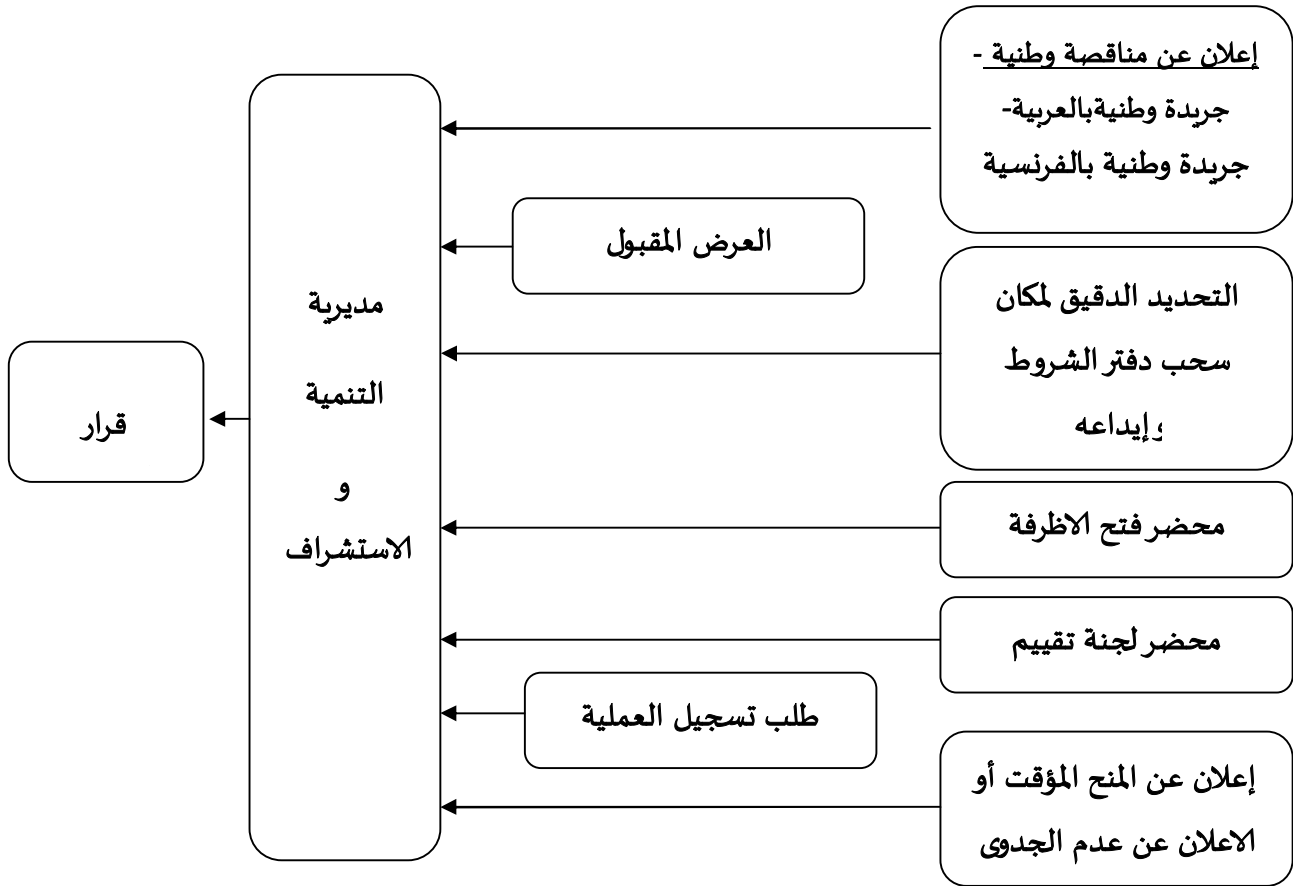 إعلان عن مناقصة وطنية -
جريدة وطنيةبالعربية-
جريدة وطنية بالفرنسية
العرض المقبول
التحديد الدقيق لمكان
سحب دفتر الشروط
وإيداعه
محضر فتح الاظرفة
محضر لجنة تقييم
طلب تسجيل العملية
إعلان عن المنح المؤقت أو
الاعلان عن عدم الجدوى
مديرية
التنمية
و
الاستشراف
قرار